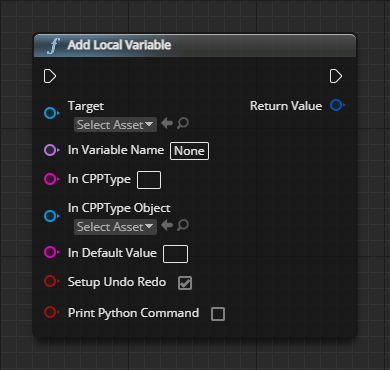 f Add Local Variable
Target
Return Value
Select Asset
In Variable Name None
In CPPType
In CPPType Object
Select Asset
In Default Value
Setup Undo Redo
Print Python Command